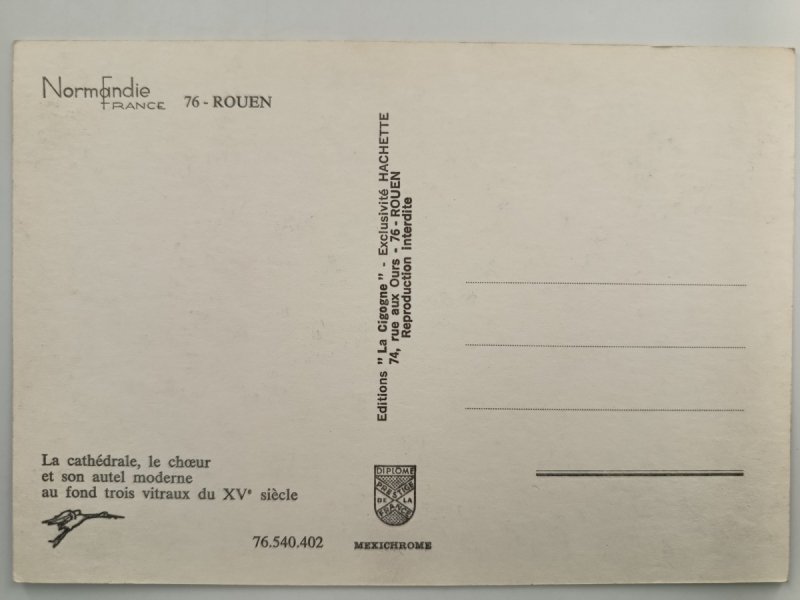 Normandie
FRANCE
76 - ROUEN
Editions "La Cigogne" - Exclusivité HACHETTE
74, rue aux Ours - 76 - ROUEN
Reproduction interdite
La cathédrale, le chœur
et son autel moderne
au fond trois vitraux du XVe siècle
76.540.402
DIPLOME
PRESTIGE
DE LA
FRANCE
MEXICHROME